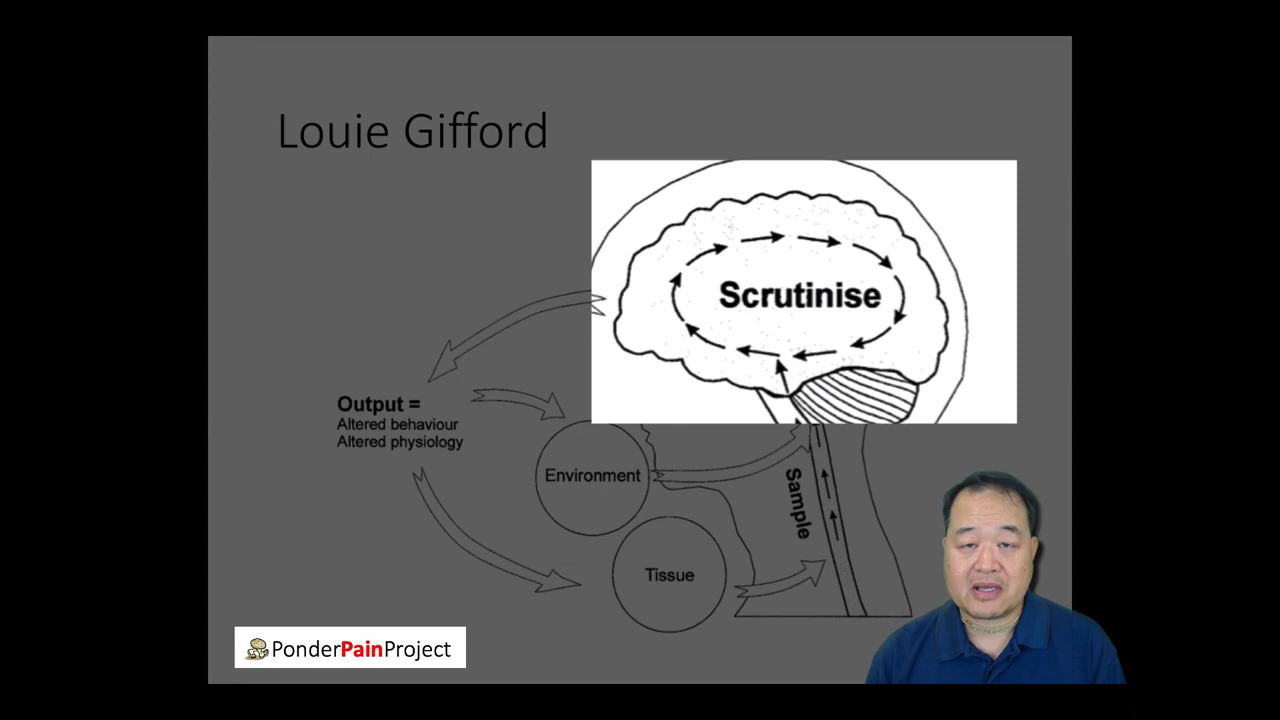 Louie Gifford
Scrutinise
Output =
Altered behaviour
Altered physiology
Environment
Sample
Tissue
PonderPainProject